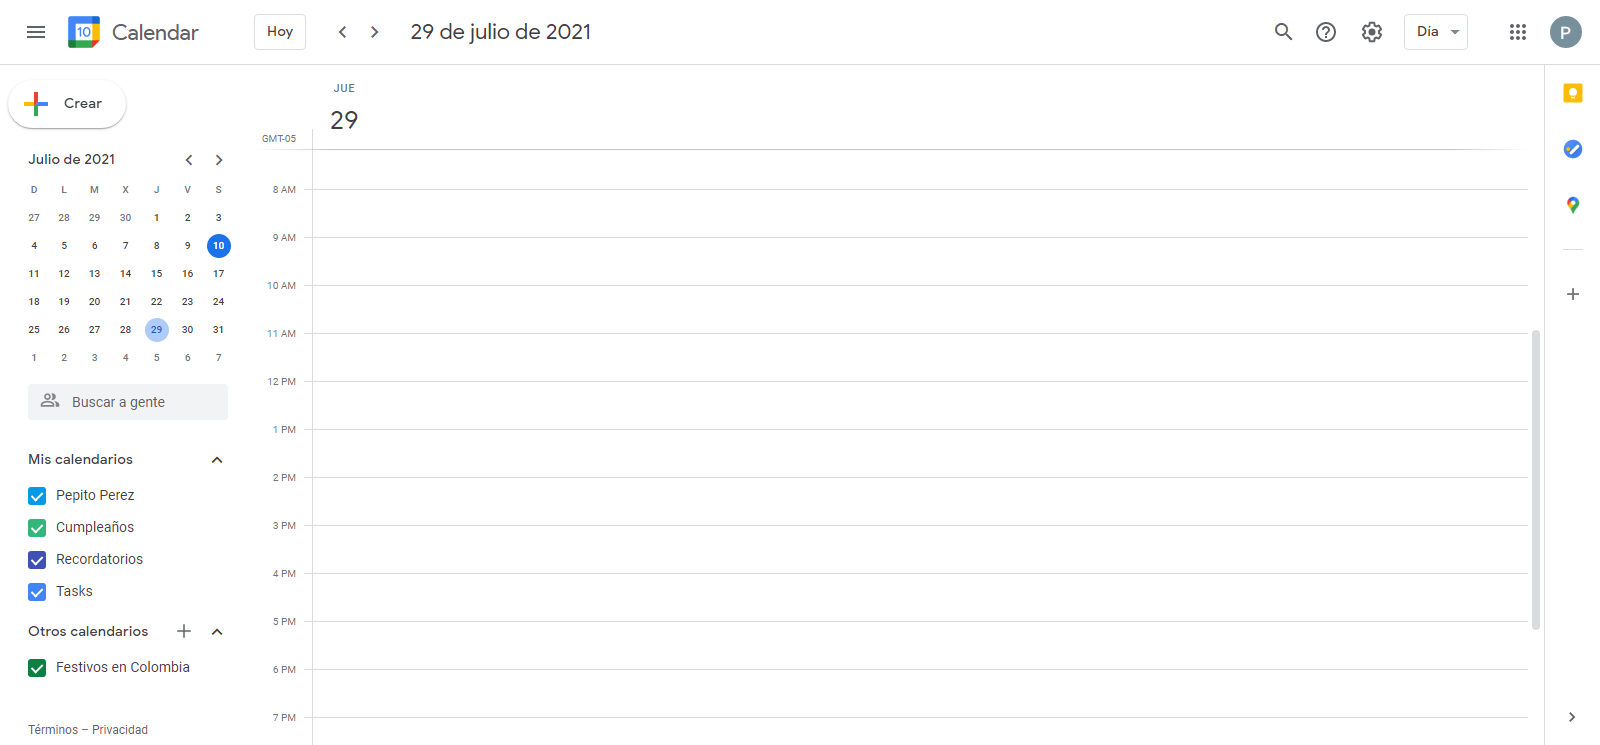 10 Calendar Hoy 29 de julio de 2021 Día P
Crear
JUE
29
GMT-05
Julio de 2021
D L M X J V S
27 28 29 30 1 2 3
4 5 6 7 8 9 10
11 12 13 14 15 16 17
18 19 20 21 22 23 24
25 26 27 28 29 30 31
1 2 3 4 5 6 7
Buscar a gente
Mis calendarios
Pepito Perez
Cumpleaños
Recordatorios
Tasks
Otros calendarios
Festivos en Colombia
Términos – Privacidad
8 AM
9 AM
10 AM
11 AM
12 PM
1 PM
2 PM
3 PM
4 PM
5 PM
6 PM
7 PM